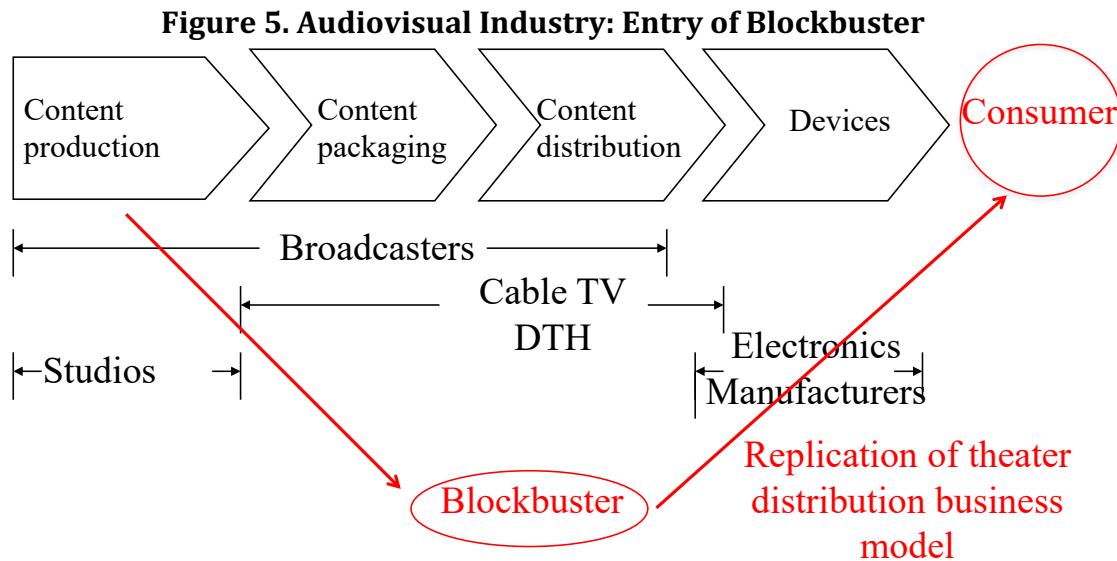 Figure 5. Audiovisual Industry: Entry of Blockbuster
Content
production
Content
packaging
Content
distribution
Devices
Consumer
Broadcasters
Cable TV
DTH
Studios
Electronics
Manufacturers
Blockbuster
Replication of theater
distribution business
model